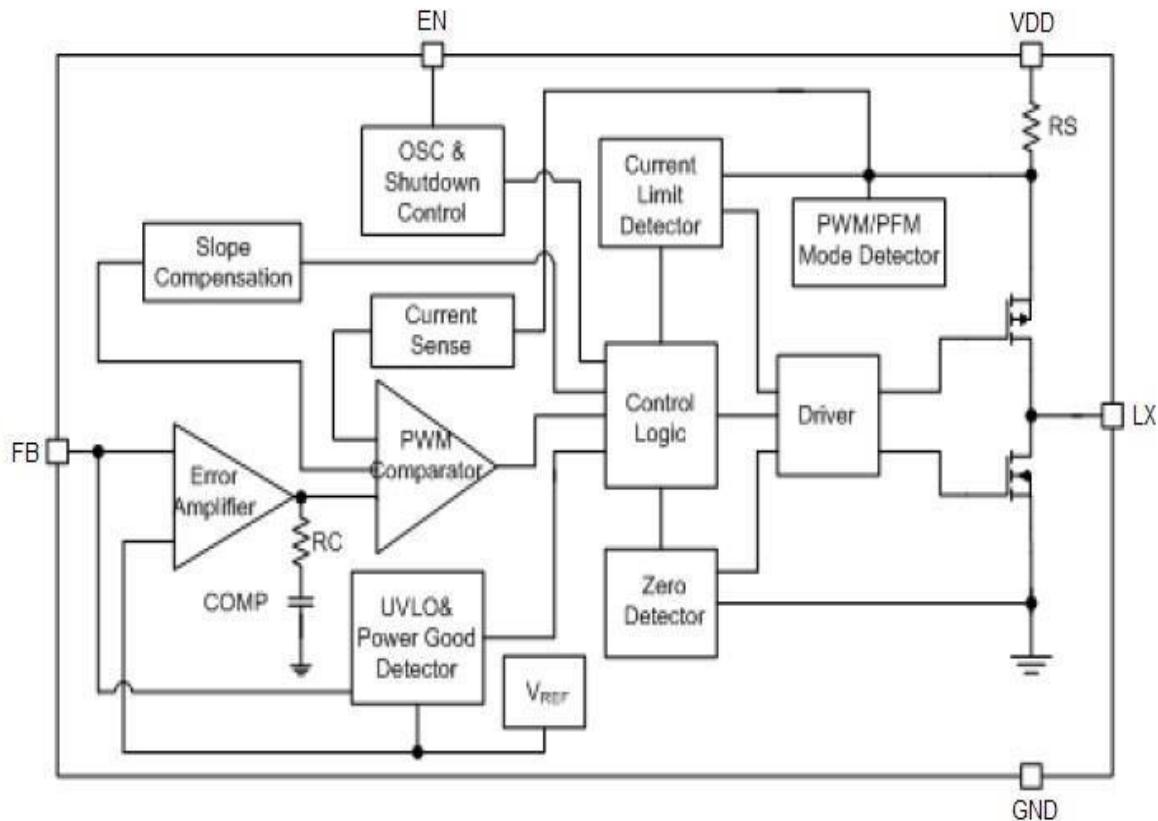 EN
VDD
OSC &
Shutdown
Control
RS
Current
Limit
Detector
PWM/PFM
Mode Detector
Slope
Compensation
Current
Sense
FB
Error
Amplifier
PWM
Comparator
Control
Logic
Driver
LX
RC
COMP
UVLO&
Power Good
Detector
Zero
Detector
VREF
GND